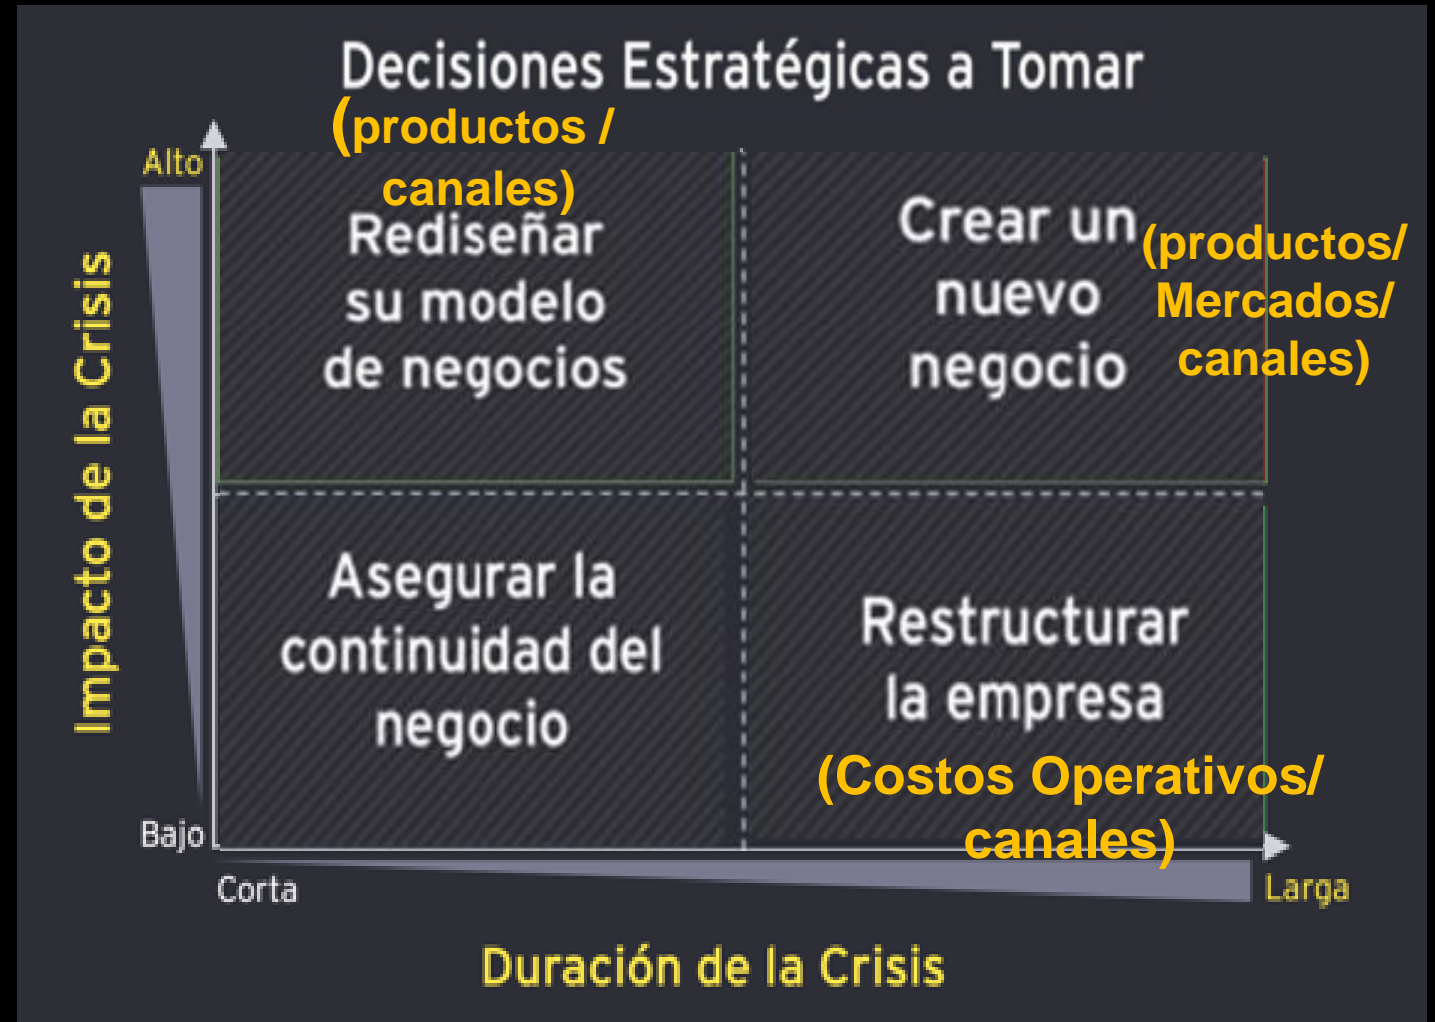 Decisiones Estratégicas a Tomar
(productos /
canales)
Alto
Rediseñar
su modelo
de negocios
Crear un
nuevo
negocio
(productos/
Mercados/
canales)
Impacto de la Crisis
Asegurar la
continuidad del
negocio
Restructurar
la empresa
(Costos Operativos/
canales)
Bajo
Corta
Larga
Duración de la Crisis